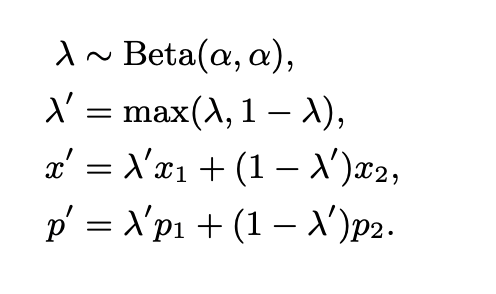 λ ∼ Beta(α, α),
λ′ = max(λ, 1 − λ),
x′ = λ′x₁ + (1 − λ′)x₂,
p′ = λ′p₁ + (1 − λ′)p₂.